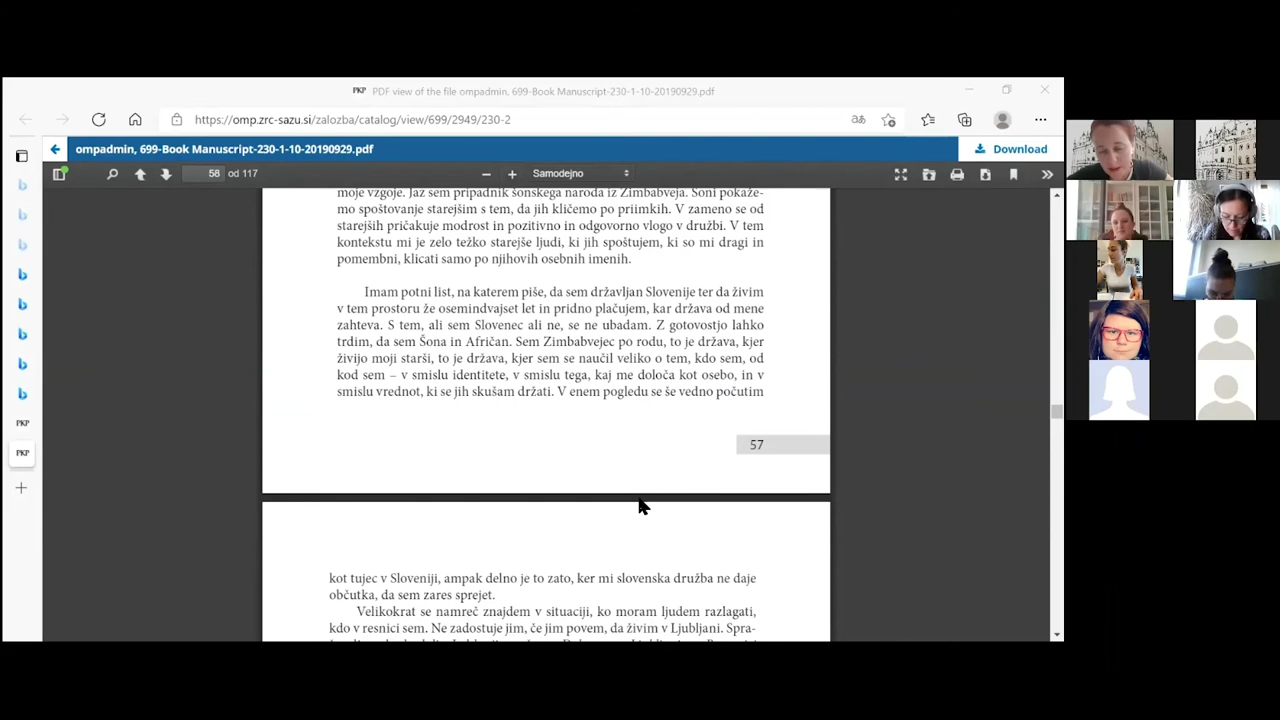 PKP PDF view of the file ompadmin, 699-Book Manuscript-230-1-10-20190929.pdf
https://omp.zrc-sazu.si/zalozba/catalog/view/699/2949/230-2
ompadmin, 699-Book Manuscript-230-1-10-20190929.pdf
Download
58 od 117
Samodejno
moje vzgoje. Jaz sem pripadnik šonskega naroda iz Zimbabveja. Šoni pokaže-
mo spoštovanje starejšim s tem, da jih kličemo po priimkih. V zameno se od
starejših pričakuje modrost in pozitivno in odgovorno vlogo v družbi. V tem
kontekstu mi je zelo težko starejše ljudi, ki jih spoštujem, ki so mi dragi in
pomembni, klicati samo po njihovih osebnih imenih.
Imam potni list, na katerem piše, da sem državljan Slovenije ter da živim
v tem prostoru že osemindvajset let in pridno plačujem, kar država od mene
zahteva. S tem, ali sem Slovenec ali ne, se ne ubadam. Z gotovostjo lahko
trdim, da sem Šona in Afričan. Sem Zimbabvejec po rodu, to je država, kjer
živijo moji starši, to je država, kjer sem se naučil veliko o tem, kdo sem, od
kod sem – v smislu identitete, v smislu tega, kaj me določa kot osebo, in v
smislu vrednot, ki se jih skušam držati. V enem pogledu se še vedno počutim
57
kot tujec v Sloveniji, ampak delno je to zato, ker mi slovenska družba ne daje
občutka, da sem zares sprejet.
Velikokrat se namreč znajdem v situaciji, ko moram ljudem razlagati,
kdo v resnici sem. Ne zadostuje jim, če jim povem, da živim v Ljubljani. Spra-
PKP
PKP